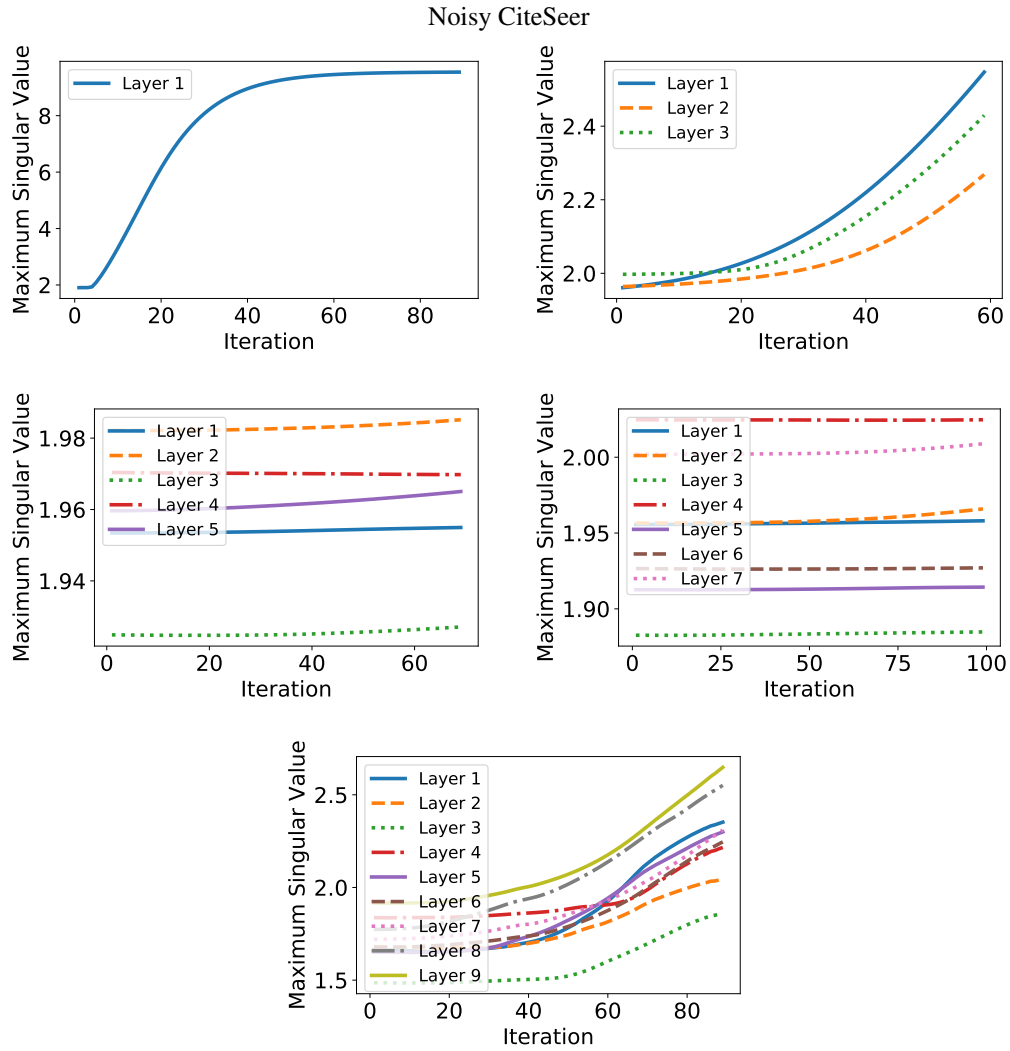 Noisy CiteSeer
Maximum Singular Value
8
6
4
2
Layer 1
0 20 40 60 80
Iteration
Maximum Singular Value
2.4
2.2
2.0
Layer 1
Layer 2
Layer 3
0 20 40 60
Iteration
Maximum Singular Value
1.98
1.96
1.94
Layer 1
Layer 2
Layer 3
Layer 4
Layer 5
0 20 40 60
Iteration
Maximum Singular Value
2.00
1.95
1.90
Layer 1
Layer 2
Layer 3
Layer 4
Layer 5
Layer 6
Layer 7
0 25 50 75 100
Iteration
Maximum Singular Value
2.5
2.0
1.5
Layer 1
Layer 2
Layer 3
Layer 4
Layer 5
Layer 6
Layer 7
Layer 8
Layer 9
0 20 40 60 80
Iteration